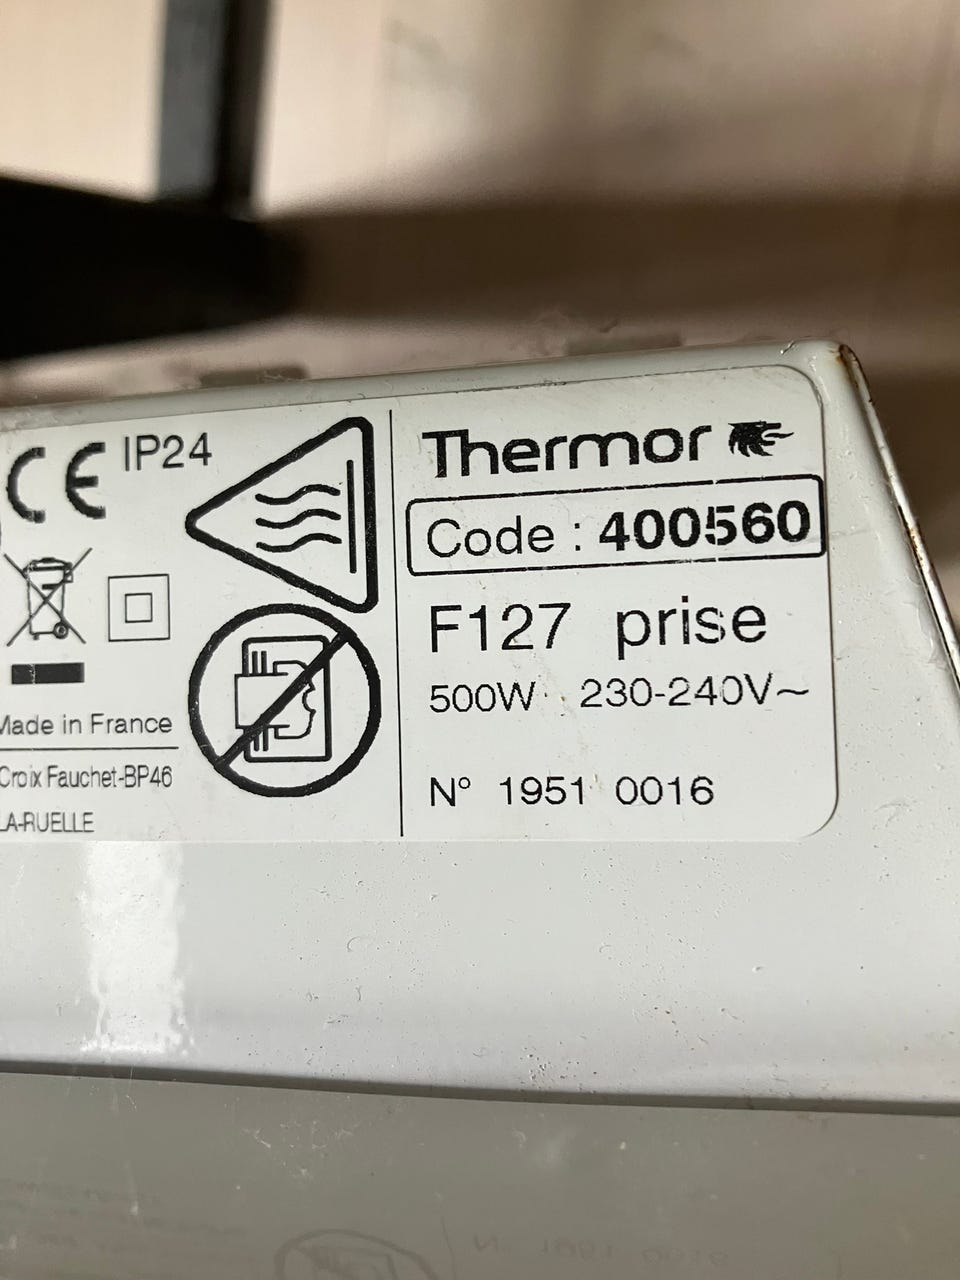 CE IP24
Made in France
Croix Fauchet-BP46
LA-RUELLE
Thermor
Code : 400560
F127 prise
500W 230-240V~
N° 1951 0016